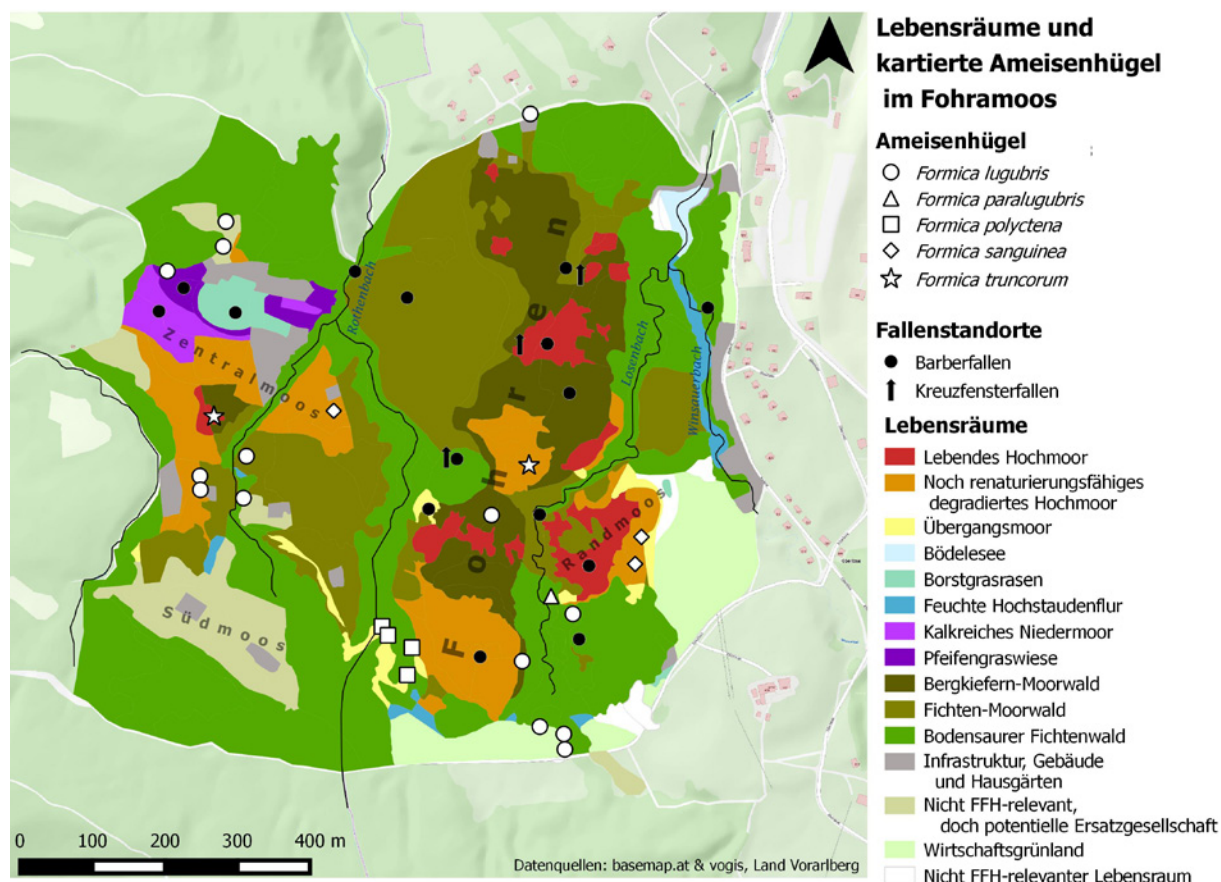 Lebensräume und
kartierte Ameisenhügel
im Fohramoos
Ameisenhügel
Formica lugubris
Formica paralugubris
Formica polyctena
Formica sanguinea
Formica truncorum
Fallenstandorte
Barberfallen
Kreuzfensterfallen
Lebensräume
Lebendes Hochmoor
Noch renaturierungsfähiges
degradiertes Hochmoor
Übergangsmoor
Bödelesee
Borstgrasrasen
Feuchte Hochstaudenflur
Kalkreiches Niedermoor
Pfeifengraswiese
Bergkiefern-Moorwald
Fichten-Moorwald
Bodensaurer Fichtenwald
Infrastruktur, Gebäude
und Hausgärten
Nicht FFH-relevant,
doch potentielle Ersatzgesellschaft
Wirtschaftsgrünland
Nicht FFH-relevanter Lebensraum
Rothenbach
Losenbach
Winsauerbach
Zentralmoos
Fohren
Randmoos
Südmoos
0 100 200 300 400 m
Datenquellen: basemap.at & vogis, Land Vorarlberg